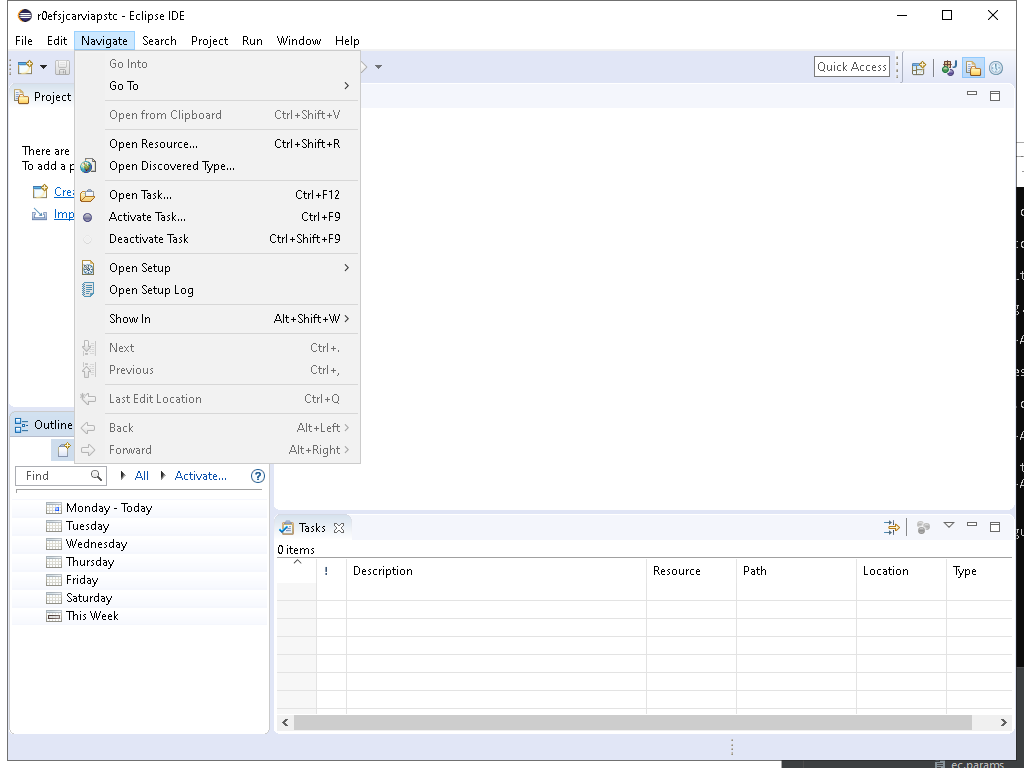 r0efsjcarviapstc - Eclipse IDE
File Edit Navigate Search Project Run Window Help
Quick Access
Project
Go Into
Go To
Open from Clipboard Ctrl+Shift+V
Open Resource... Ctrl+Shift+R
Open Discovered Type...
Open Task... Ctrl+F12
Activate Task... Ctrl+F9
Deactivate Task Ctrl+Shift+F9
Open Setup
Open Setup Log
Show In Alt+Shift+W
Next Ctrl+.
Previous Ctrl+,
Last Edit Location Ctrl+Q
Back Alt+Left
Forward Alt+Right
There are
To add a p
Crea
Imp
Outline
Find All Activate...
Monday - Today
Tuesday
Wednesday
Thursday
Friday
Saturday
This Week
Tasks
0 items
! Description Resource Path Location Type
ec.params